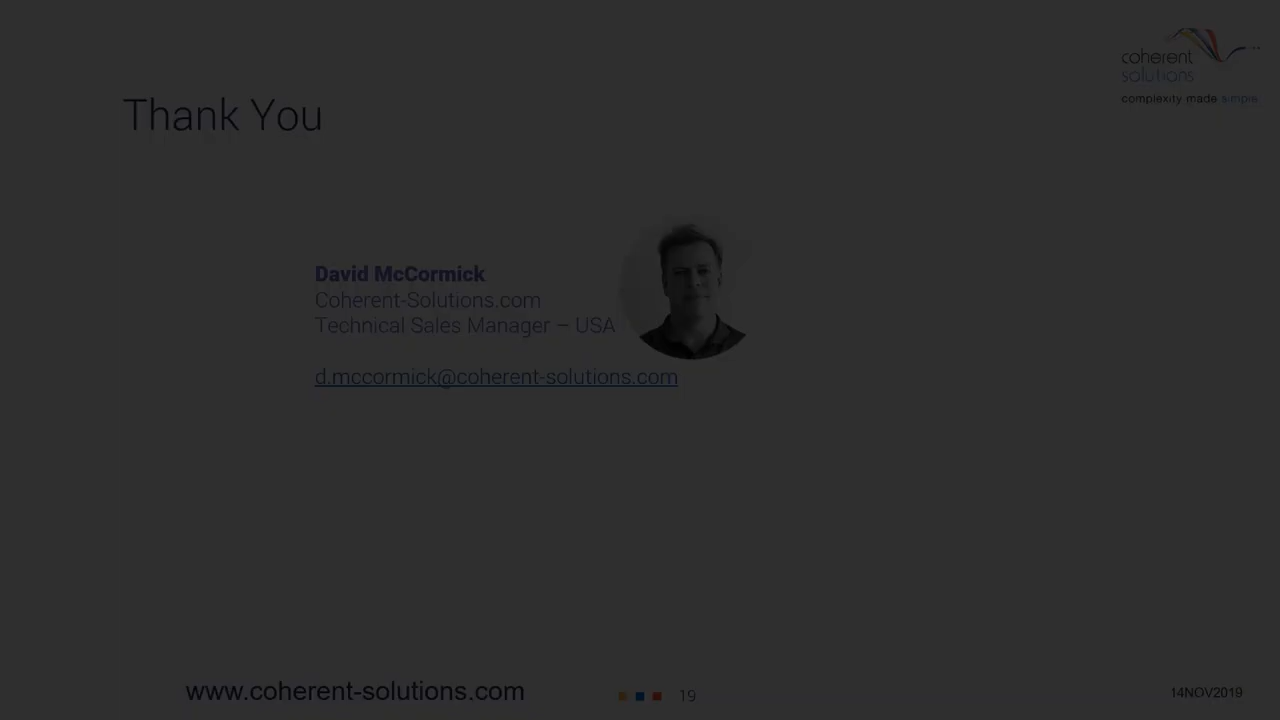 coherent
solutions
complexity made simple
Thank You
David McCormick
Coherent-Solutions.com
Technical Sales Manager – USA
d.mccormick@coherent-solutions.com
www.coherent-solutions.com
19
14NOV2019